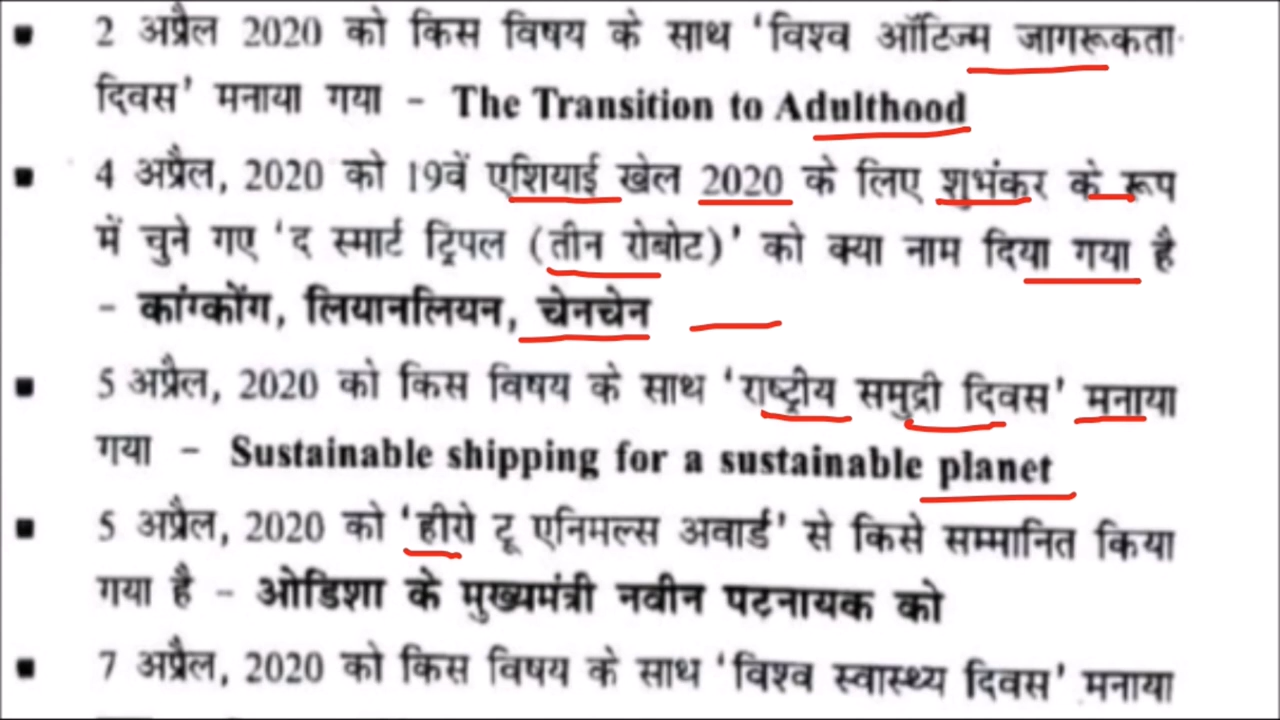 2 अप्रैल 2020 को किस विषय के साथ ‘विश्व ऑटिज्म जागरूकता
दिवस’ मनाया गया – The Transition to Adulthood
4 अप्रैल, 2020 को 19वें एशियाई खेल 2020 के लिए शुभंकर के रूप
में चुने गए ‘द स्मार्ट ट्रिपल (तीन रोबोट)’ को क्या नाम दिया गया है
– कांग्कोंग, लियानलियन, चेनचेन
5 अप्रैल, 2020 को किस विषय के साथ ‘राष्ट्रीय समुद्री दिवस’ मनाया
गया – Sustainable shipping for a sustainable planet
5 अप्रैल, 2020 को ‘हीरो टू एनिमल्स अवार्ड’ से किसे सम्मानित किया
गया है – ओडिशा के मुख्यमंत्री नवीन पटनायक को
7 अप्रैल, 2020 को किस विषय के साथ ‘विश्व स्वास्थ्य दिवस’ मनाया